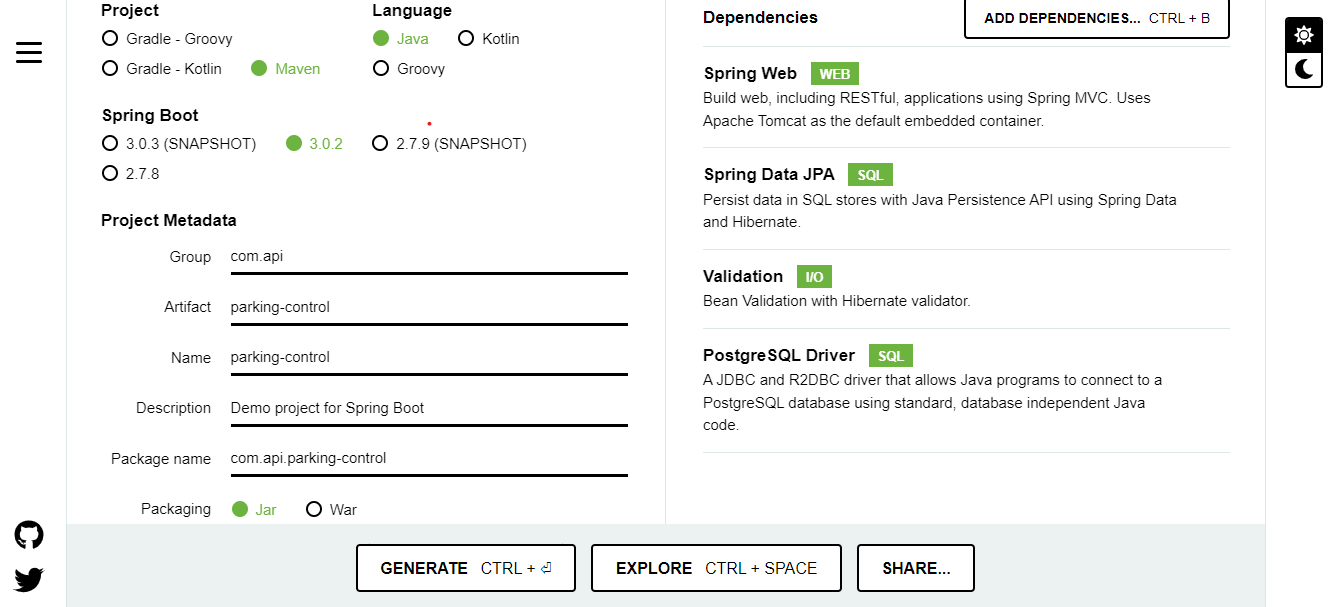 Project
Gradle - Groovy
Gradle - Kotlin Maven
Language
Java Kotlin
Groovy
Spring Boot
3.0.3 (SNAPSHOT) 3.0.2 2.7.9 (SNAPSHOT)
2.7.8
Project Metadata
Group com.api
Artifact parking-control
Name parking-control
Description Demo project for Spring Boot
Package name com.api.parking-control
Packaging Jar War
Dependencies ADD DEPENDENCIES... CTRL + B
Spring Web WEB
Build web, including RESTful, applications using Spring MVC. Uses
Apache Tomcat as the default embedded container.
Spring Data JPA SQL
Persist data in SQL stores with Java Persistence API using Spring Data
and Hibernate.
Validation I/O
Bean Validation with Hibernate validator.
PostgreSQL Driver SQL
A JDBC and R2DBC driver that allows Java programs to connect to a
PostgreSQL database using standard, database independent Java
code.
GENERATE CTRL + ⏎ EXPLORE CTRL + SPACE SHARE...